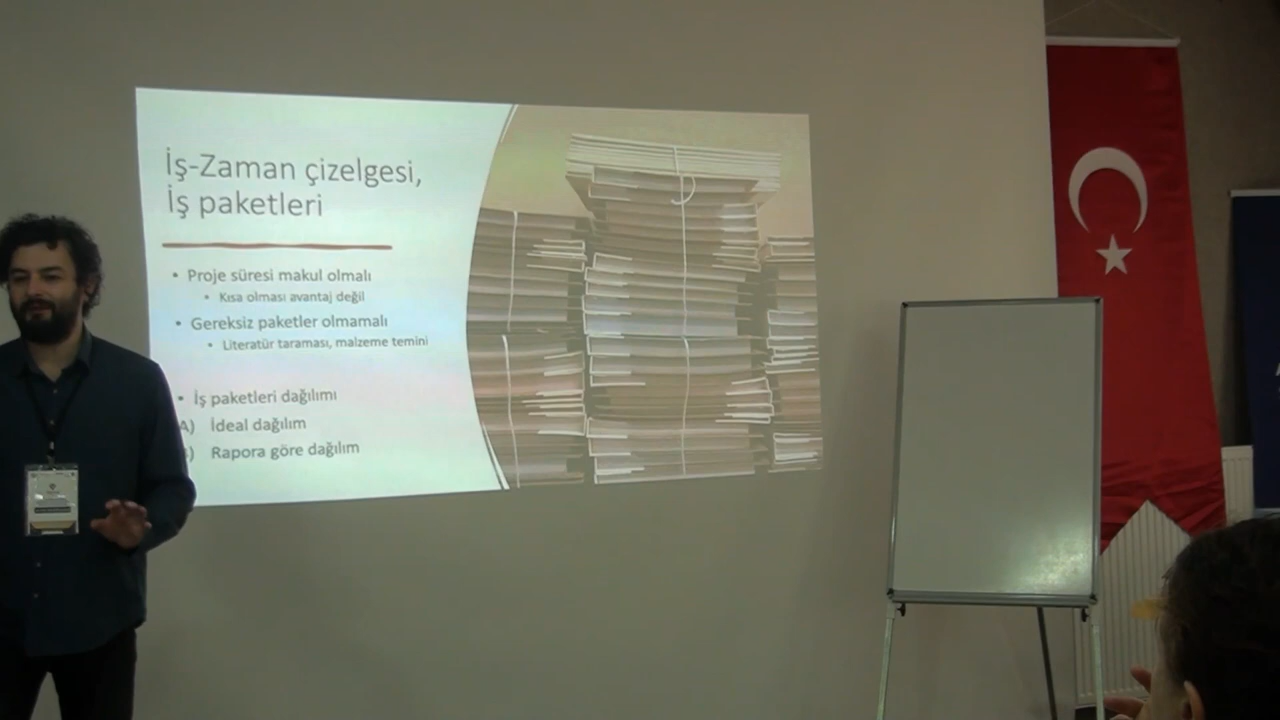 İş-Zaman çizelgesi,
İş paketleri
• Proje süresi makul olmalı
• Kısa olması avantaj değil
• Gereksiz paketler olmamalı
• Literatür taraması, malzeme temini
• İş paketleri dağılımı
A) İdeal dağılım
) Rapora göre dağılım